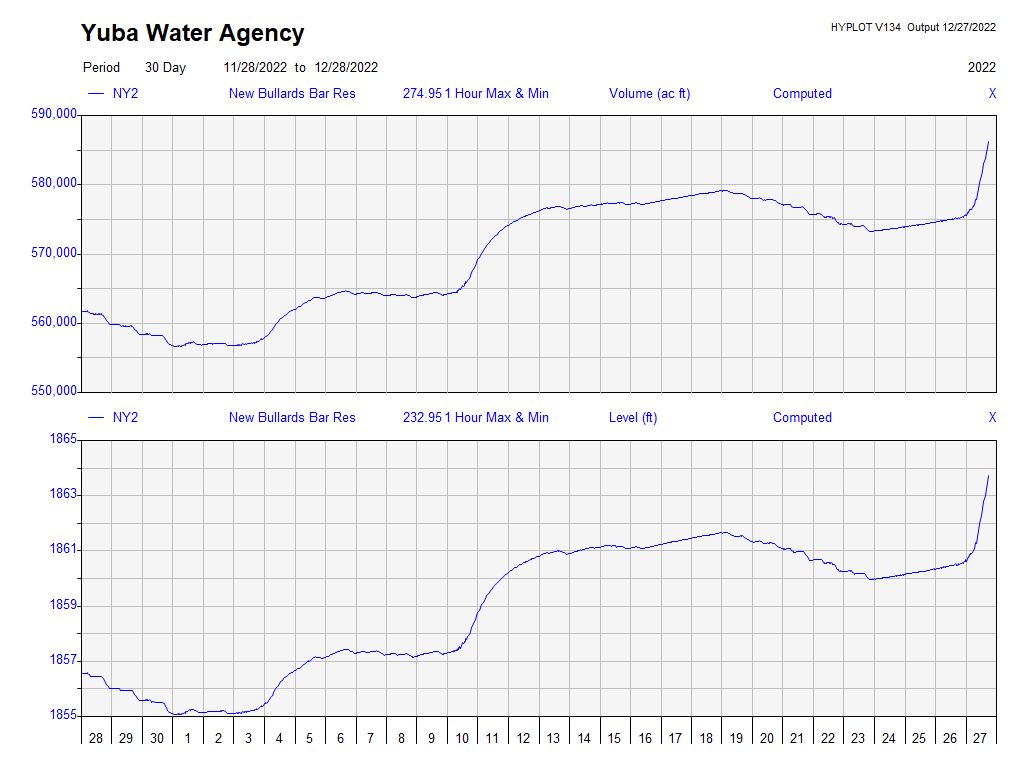 Yuba Water Agency
HYPLOT V134 Output 12/27/2022
Period 30 Day 11/28/2022 to 12/28/2022 2022
NY2 New Bullards Bar Res 274.95 1 Hour Max & Min Volume (ac ft) Computed X
590,000
580,000
570,000
560,000
550,000
NY2 New Bullards Bar Res 232.95 1 Hour Max & Min Level (ft) Computed X
1865
1863
1861
1859
1857
1855
28 29 30 1 2 3 4 5 6 7 8 9 10 11 12 13 14 15 16 17 18 19 20 21 22 23 24 25 26 27